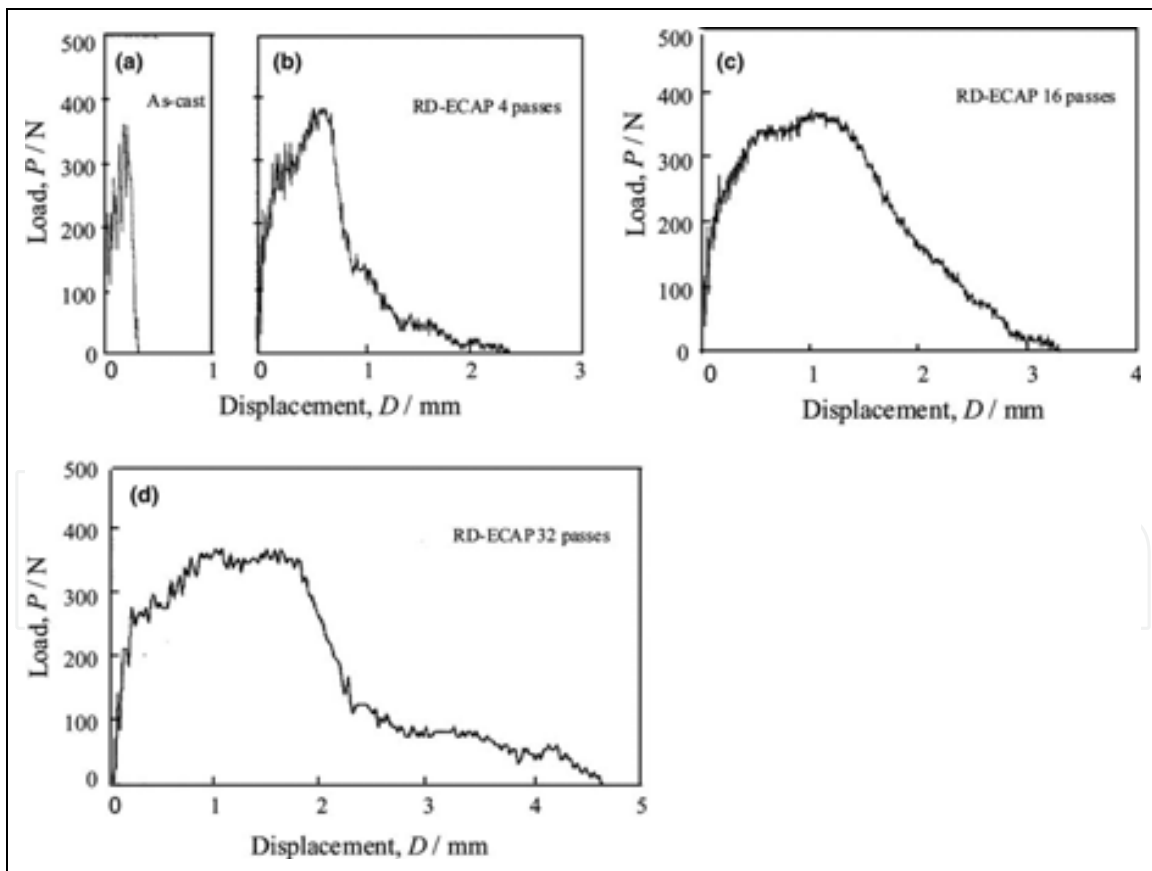 500
400
300
200
100
0
Load, P / N
(a)
As-cast
0
1
(b)
RD-ECAP 4 passes
0
1
2
3
Displacement, D / mm
500
400
300
200
100
0
Load, P / N
(c)
RD-ECAP 16 passes
0
1
2
3
4
Displacement, D / mm
500
400
300
200
100
0
Load, P / N
(d)
RD-ECAP 32 passes
0
1
2
3
4
5
Displacement, D / mm